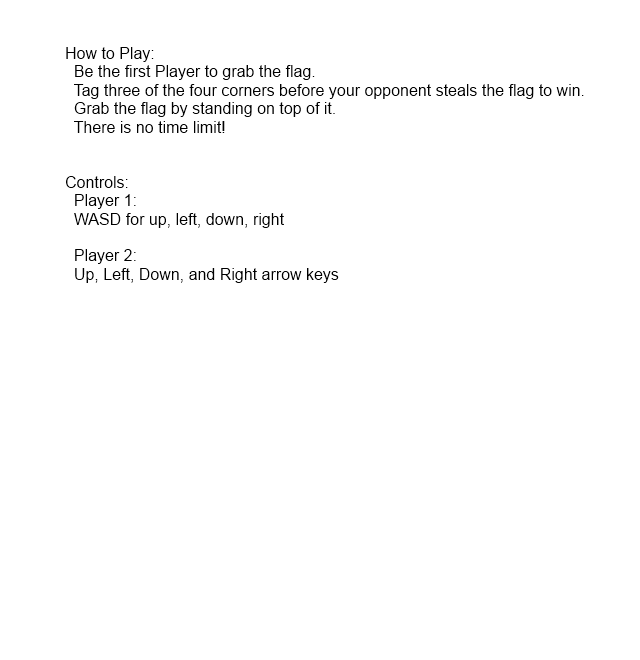 How to Play:
Be the first Player to grab the flag.
Tag three of the four corners before your opponent steals the flag to win.
Grab the flag by standing on top of it.
There is no time limit!
Controls:
Player 1:
WASD for up, left, down, right
Player 2:
Up, Left, Down, and Right arrow keys